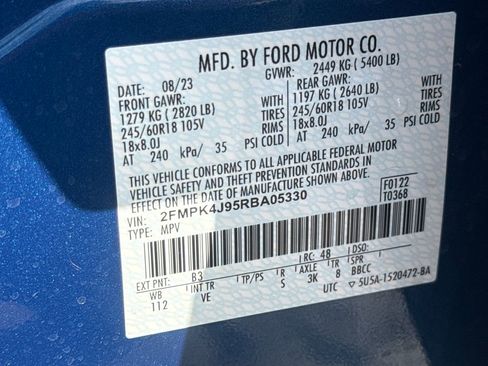 MFD. BY FORD MOTOR CO.
DATE: 08/23 GVWR: 2449 KG ( 5400 LB)
FRONT GAWR: REAR GAWR:
1279 KG ( 2820 LB) WITH 1197 KG ( 2640 LB) WITH
245/60R18 105V TIRES 245/60R18 105V TIRES
18x8.0J RIMS 18x8.0J RIMS
AT 240 kPa/ 35 PSI COLD AT 240 kPa/ 35 PSI COLD
THIS VEHICLE CONFORMS TO ALL APPLICABLE FEDERAL MOTOR
VEHICLE SAFETY AND THEFT PREVENTION STANDARDS IN
EFFECT ON THE DATE OF MANUFACTURE SHOWN ABOVE.
VIN: 2FMPK4J95RBA05330 F0122
TYPE: MPV T0368
EXT PNT: B3 RC: 48 DSO:
WB INT TR TP/PS R AXLE TR SPR
112 VE S 3K 8 BBCC
UTC ▽5U5A-1520472-BA